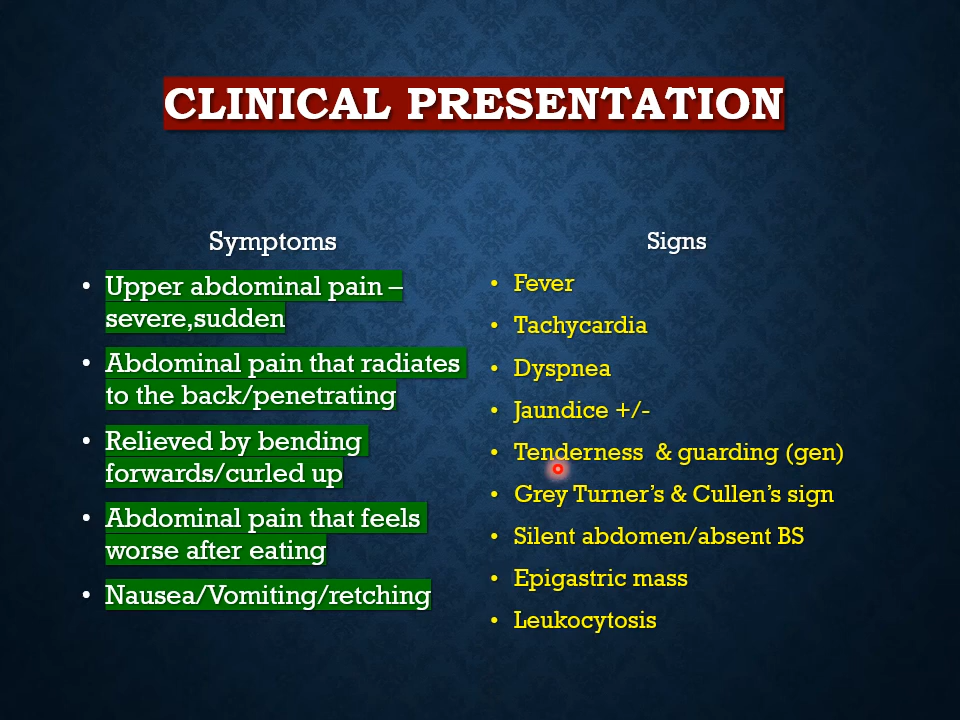 CLINICAL PRESENTATION
Symptoms
• Upper abdominal pain –
severe,sudden
• Abdominal pain that radiates
to the back/penetrating
• Relieved by bending
forwards/curled up
• Abdominal pain that feels
worse after eating
• Nausea/Vomiting/retching
Signs
• Fever
• Tachycardia
• Dyspnea
• Jaundice +/-
• Tenderness  & guarding (gen)
• Grey Turner’s & Cullen’s sign
• Silent abdomen/absent BS
• Epigastric mass
• Leukocytosis